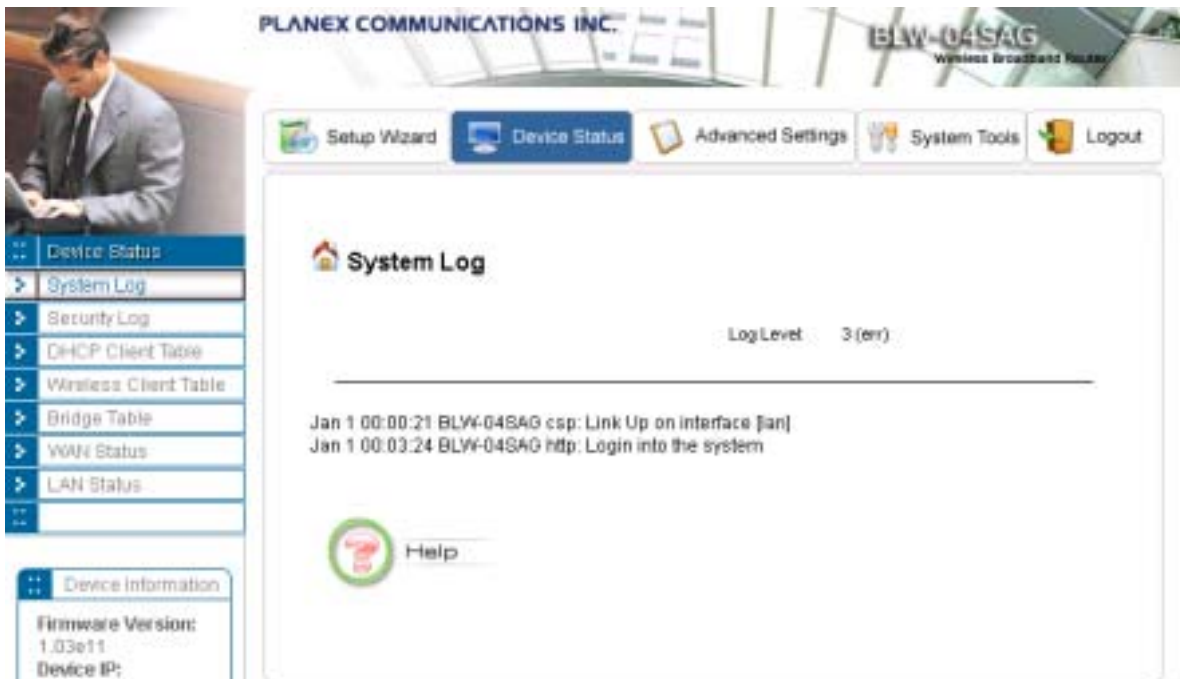 PLANEX COMMUNICATIONS INC.
BLW-04SAG
Wireless Broadband Router
Setup Wizard
Device Status
Advanced Settings
System Tools
Logout
Device Status
System Log
Security Log
DHCP Client Table
Wireless Client Table
Bridge Table
WAN Status
LAN Status
System Log
Log Level 3 (err)
Jan 1 00:00:21 BLW-04SAG csp: Link Up on interface [lan]
Jan 1 00:03:24 BLW-04SAG http: Login into the system
Help
Device Information
Firmware Version:
1.03e11
Device IP: